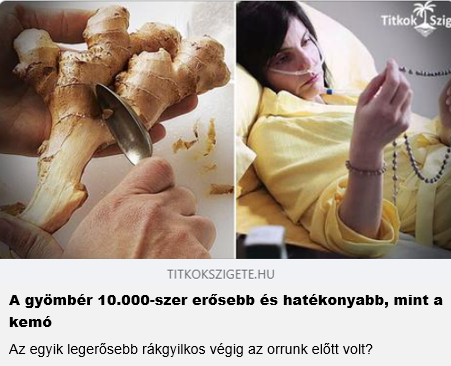 Titkok Szig
TITKOKSZIGETE.HU
A gyömbér 10.000-szer erősebb és hatékonyabb, mint a
kemó
Az egyik legerősebb rákgyilkos végig az orrunk előtt volt?